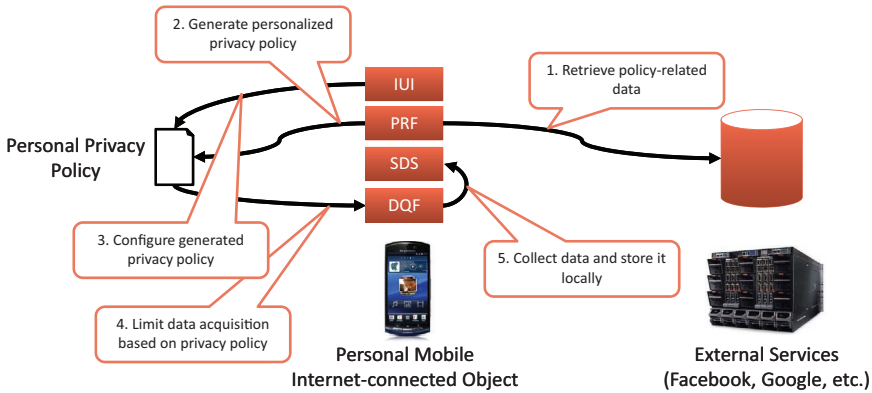 2. Generate personalized
privacy policy
1. Retrieve policy-related
data
IUI
PRF
SDS
DQF
Personal Privacy
Policy
3. Configure generated
privacy policy
5. Collect data and store it
locally
4. Limit data acquisition
based on privacy policy
Personal Mobile
Internet-connected Object
External Services
(Facebook, Google, etc.)